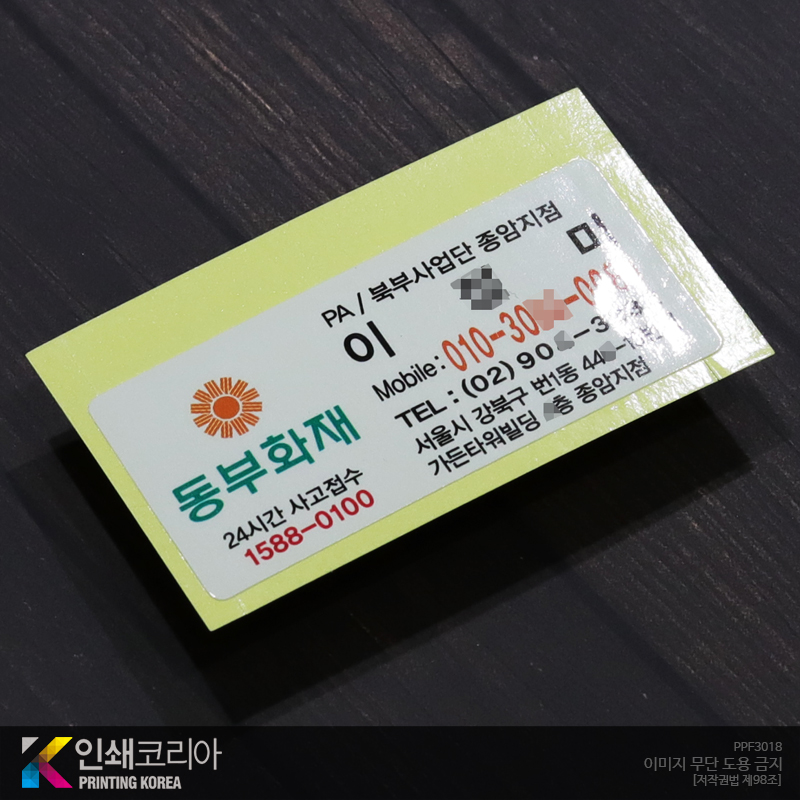 PA / 북부사업단 종암지점
이
Mobile: 010-30
TEL : (02) 90
서울시 강북구 번1동
가든타워빌딩 층 종암지점
동부화재
24시간 사고접수
1588-0100
인쇄코리아
PRINTING KOREA
PPF3018
이미지 무단 도용 금지
[저작권법 제98조]